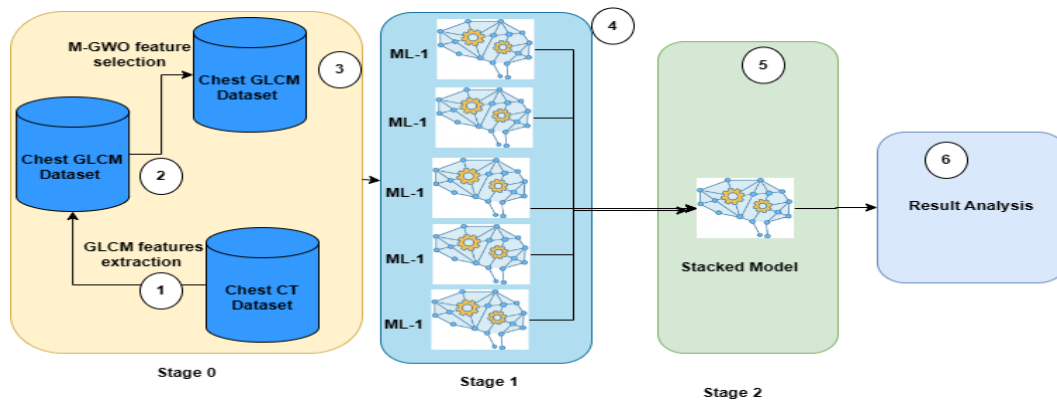 M-GWO feature
selection
3
Chest GLCM
Dataset
Chest GLCM
Dataset
2
GLCM features
extraction
1
Chest CT
Dataset
Stage 0
4
ML-1
ML-1
ML-1
ML-1
ML-1
Stage 1
5
Stacked Model
Stage 2
6
Result Analysis